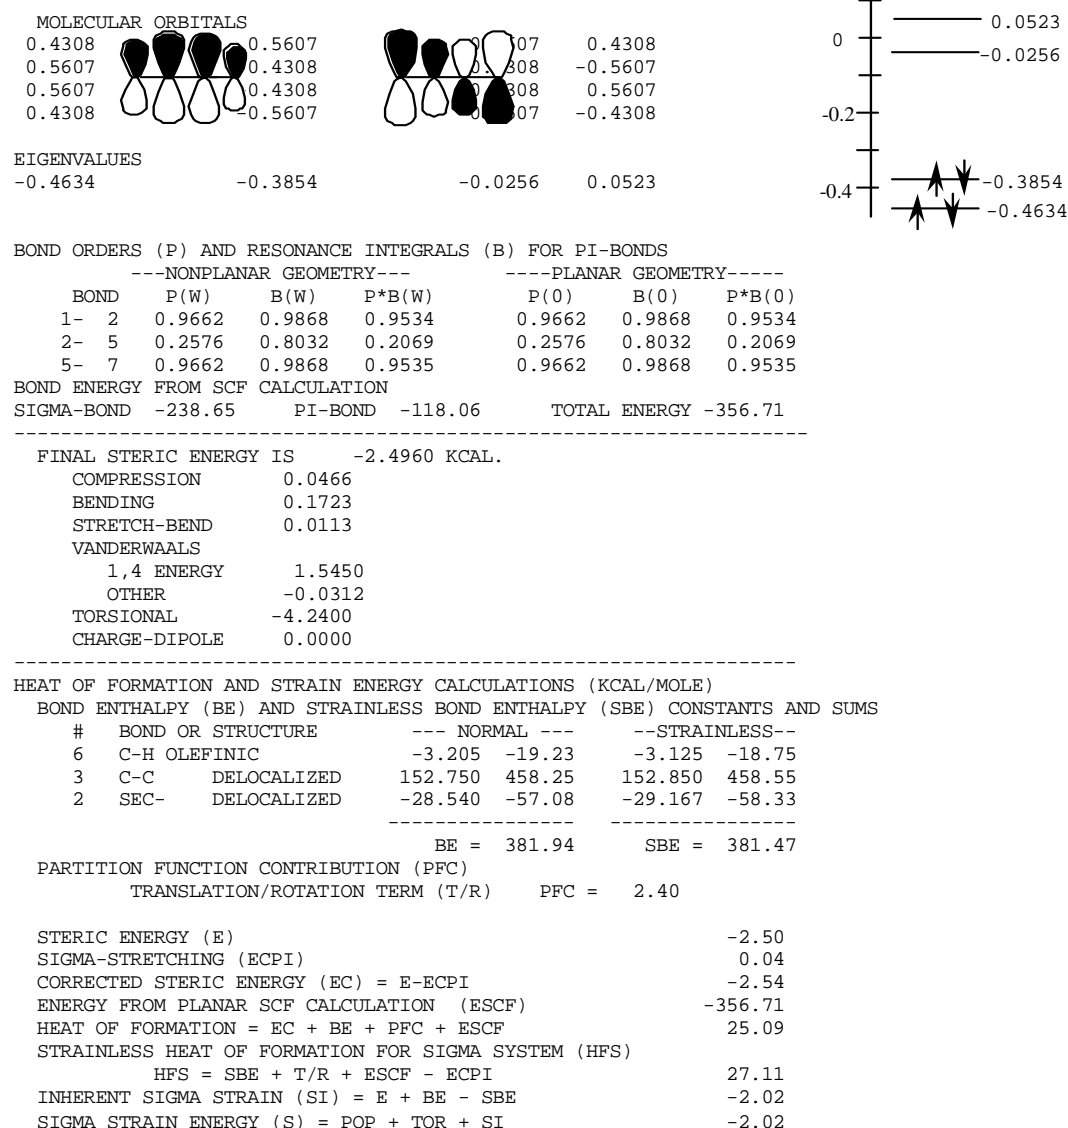 MOLECULAR ORBITALS
0.4308 0.5607 07 0.4308
0.5607 0.4308 0.4308 -0.5607
0.5607 -0.4308 308 0.5607
0.4308 -0.5607 07 -0.4308
EIGENVALUES
-0.4634 -0.3854 -0.0256 0.0523
0.0523
0
-0.0256
-0.2
-0.3854
-0.4
-0.4634
BOND ORDERS (P) AND RESONANCE INTEGRALS (B) FOR PI-BONDS
---NONPLANAR GEOMETRY--- ----PLANAR GEOMETRY-----
BOND P(W) B(W) P*B(W) P(0) B(0) P*B(0)
1- 2 0.9662 0.9868 0.9534 0.9662 0.9868 0.9534
2- 5 0.2576 0.8032 0.2069 0.2576 0.8032 0.2069
5- 7 0.9662 0.9868 0.9535 0.9662 0.9868 0.9535
BOND ENERGY FROM SCF CALCULATION
SIGMA-BOND -238.65 PI-BOND -118.06 TOTAL ENERGY -356.71
--------------------------------------------------------------------
FINAL STERIC ENERGY IS -2.4960 KCAL.
COMPRESSION 0.0466
BENDING 0.1723
STRETCH-BEND 0.0113
VANDERWAALS
1,4 ENERGY 1.5450
OTHER -0.0312
TORSIONAL -4.2400
CHARGE-DIPOLE 0.0000
-------------------------------------------------------------------
HEAT OF FORMATION AND STRAIN ENERGY CALCULATIONS (KCAL/MOLE)
BOND ENTHALPY (BE) AND STRAINLESS BOND ENTHALPY (SBE) CONSTANTS AND SUMS
# BOND OR STRUCTURE --- NORMAL --- --STRAINLESS--
6 C-H OLEFINIC -3.205 -19.23 -3.125 -18.75
3 C-C DELOCALIZED 152.750 458.25 152.850 458.55
2 SEC- DELOCALIZED -28.540 -57.08 -29.167 -58.33
---------------- ----------------
BE = 381.94 SBE = 381.47
PARTITION FUNCTION CONTRIBUTION (PFC)
TRANSLATION/ROTATION TERM (T/R) PFC = 2.40
STERIC ENERGY (E) -2.50
SIGMA-STRETCHING (ECPI) 0.04
CORRECTED STERIC ENERGY (EC) = E-ECPI -2.54
ENERGY FROM PLANAR SCF CALCULATION (ESCF) -356.71
HEAT OF FORMATION = EC + BE + PFC + ESCF 25.09
STRAINLESS HEAT OF FORMATION FOR SIGMA SYSTEM (HFS)
HFS = SBE + T/R + ESCF - ECPI 27.11
INHERENT SIGMA STRAIN (SI) = E + BE - SBE -2.02
SIGMA STRAIN ENERGY (S) = POP + TOR + SI -2.02